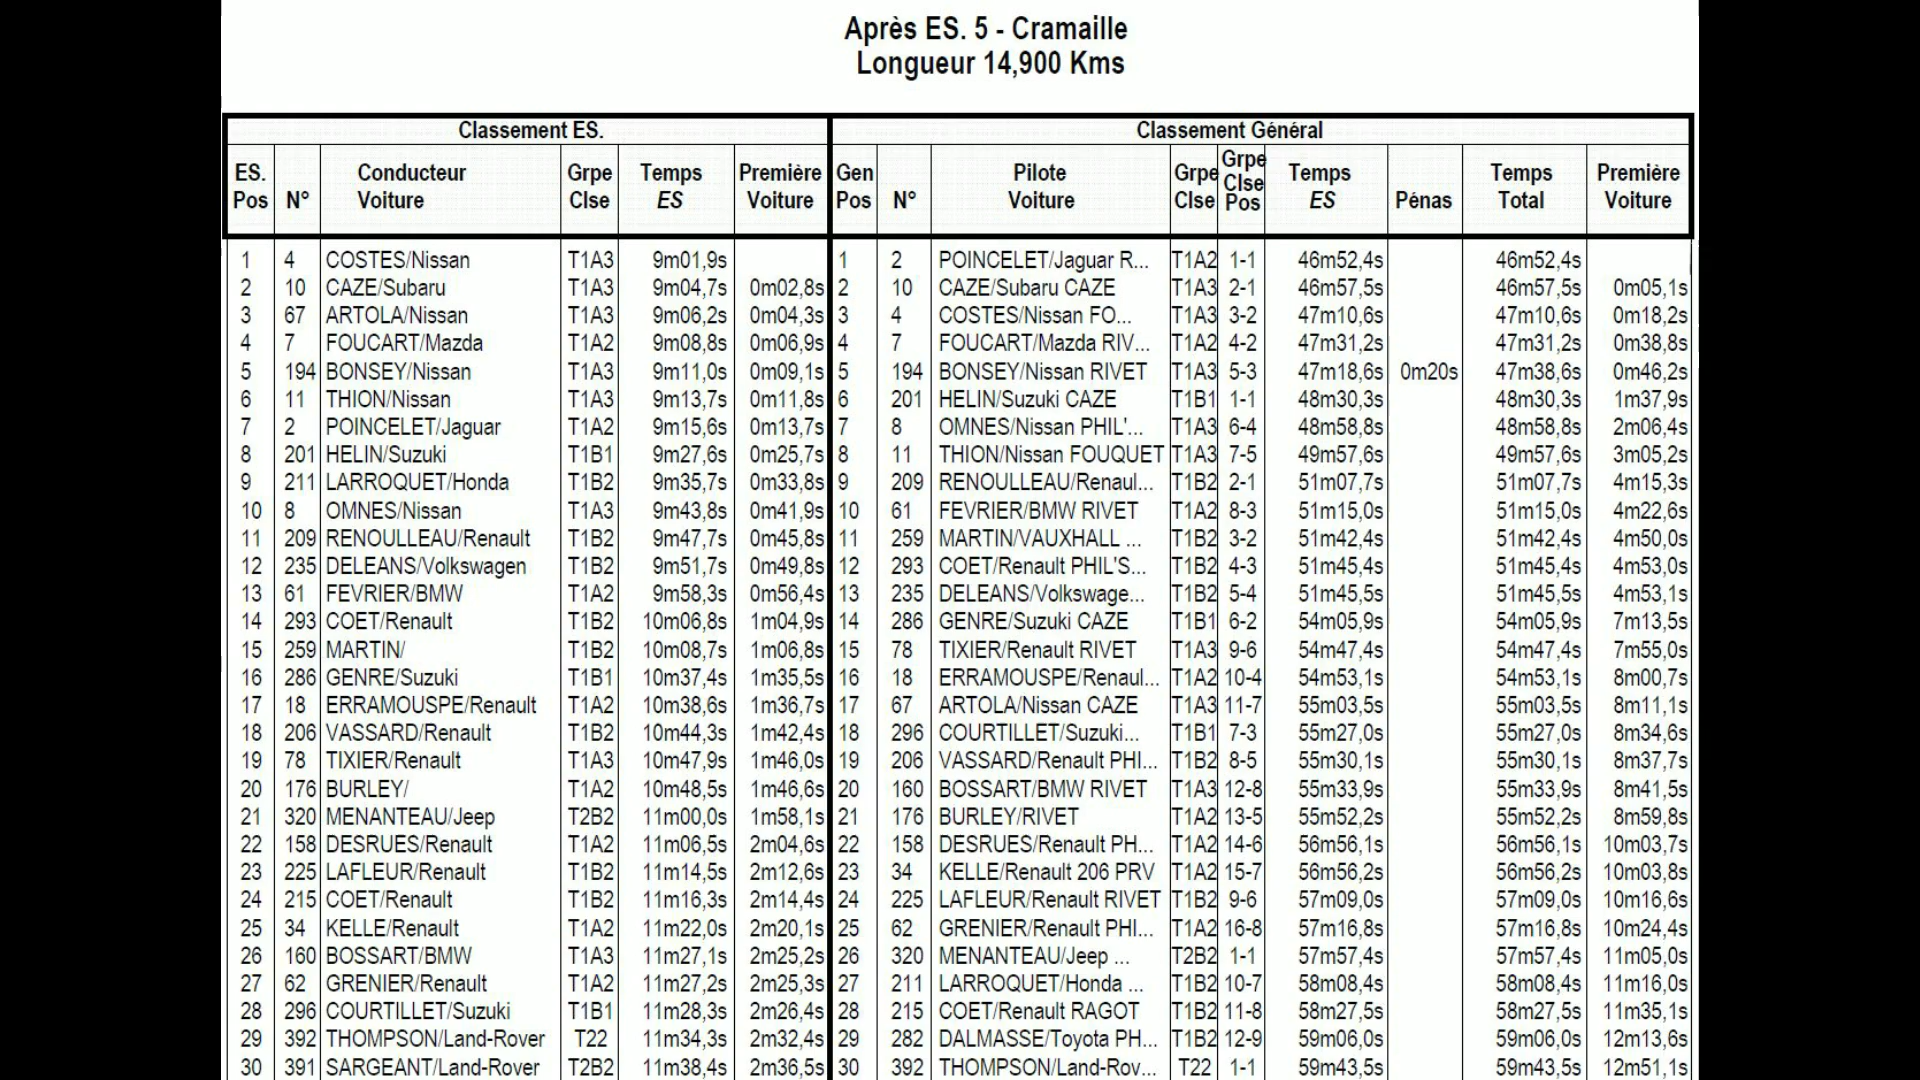 Après ES. 5 - Cramaille
Longueur 14,900 Kms
Classement ES. Classement Général
ES. Pos N° Conducteur Voiture Grpe Clse Temps ES Première Voiture Gen Pos N° Pilote Voiture Grpe Clse Grpe Clse Pos Temps ES Pénas Temps Total Première Voiture
1 4 COSTES/Nissan T1A3 9m01,9s 1 2 POINCELET/Jaguar R... T1A2 1-1 46m52,4s 46m52,4s
2 10 CAZE/Subaru T1A3 9m04,7s 0m02,8s 2 10 CAZE/Subaru CAZE T1A3 2-1 46m57,5s 46m57,5s 0m05,1s
3 67 ARTOLA/Nissan T1A3 9m06,2s 0m04,3s 3 4 COSTES/Nissan FO... T1A3 3-2 47m10,6s 47m10,6s 0m18,2s
4 7 FOUCART/Mazda T1A2 9m08,8s 0m06,9s 4 7 FOUCART/Mazda RIV... T1A2 4-2 47m31,2s 47m31,2s 0m38,8s
5 194 BONSEY/Nissan T1A3 9m11,0s 0m09,1s 5 194 BONSEY/Nissan RIVET T1A3 5-3 47m18,6s 0m20s 47m38,6s 0m46,2s
6 11 THION/Nissan T1A3 9m13,7s 0m11,8s 6 201 HELIN/Suzuki CAZE T1B1 1-1 48m30,3s 48m30,3s 1m37,9s
7 2 POINCELET/Jaguar T1A2 9m15,6s 0m13,7s 7 8 OMNES/Nissan PHIL'... T1A3 6-4 48m58,8s 48m58,8s 2m06,4s
8 201 HELIN/Suzuki T1B1 9m27,6s 0m25,7s 8 11 THION/Nissan FOUQUET T1A3 7-5 49m57,6s 49m57,6s 3m05,2s
9 211 LARROQUET/Honda T1B2 9m35,7s 0m33,8s 9 209 RENOULLEAU/Renaul... T1B2 2-1 51m07,7s 51m07,7s 4m15,3s
10 8 OMNES/Nissan T1A3 9m43,8s 0m41,9s 10 61 FEVRIER/BMW RIVET T1A2 8-3 51m15,0s 51m15,0s 4m22,6s
11 209 RENOULLEAU/Renault T1B2 9m47,7s 0m45,8s 11 259 MARTIN/VAUXHALL ... T1B2 3-2 51m42,4s 51m42,4s 4m50,0s
12 235 DELEANS/Volkswagen T1B2 9m51,7s 0m49,8s 12 293 COET/Renault PHIL'S... T1B2 4-3 51m45,4s 51m45,4s 4m53,0s
13 61 FEVRIER/BMW T1A2 9m58,3s 0m56,4s 13 235 DELEANS/Volkswage... T1B2 5-4 51m45,5s 51m45,5s 4m53,1s
14 293 COET/Renault T1B2 10m06,8s 1m04,9s 14 286 GENRE/Suzuki CAZE T1B1 6-2 54m05,9s 54m05,9s 7m13,5s
15 259 MARTIN/ T1B2 10m08,7s 1m06,8s 15 78 TIXIER/Renault RIVET T1A3 9-6 54m47,4s 54m47,4s 7m55,0s
16 286 GENRE/Suzuki T1B1 10m37,4s 1m35,5s 16 18 ERRAMOUSPE/Renaul... T1A2 10-4 54m53,1s 54m53,1s 8m00,7s
17 18 ERRAMOUSPE/Renault T1A2 10m38,6s 1m36,7s 17 67 ARTOLA/Nissan CAZE T1A3 11-7 55m03,5s 55m03,5s 8m11,1s
18 206 VASSARD/Renault T1B2 10m44,3s 1m42,4s 18 296 COURTILLET/Suzuki... T1B1 7-3 55m27,0s 55m27,0s 8m34,6s
19 78 TIXIER/Renault T1A3 10m47,9s 1m46,0s 19 206 VASSARD/Renault PHI... T1B2 8-5 55m30,1s 55m30,1s 8m37,7s
20 176 BURLEY/ T1A2 10m48,5s 1m46,6s 20 160 BOSSART/BMW RIVET T1A3 12-8 55m33,9s 55m33,9s 8m41,5s
21 320 MENANTEAU/Jeep T2B2 11m00,0s 1m58,1s 21 176 BURLEY/RIVET T1A2 13-5 55m52,2s 55m52,2s 8m59,8s
22 158 DESRUES/Renault T1A2 11m06,5s 2m04,6s 22 158 DESRUES/Renault PH... T1A2 14-6 56m56,1s 56m56,1s 10m03,7s
23 225 LAFLEUR/Renault T1B2 11m14,5s 2m12,6s 23 34 KELLE/Renault 206 PRV T1A2 15-7 56m56,2s 56m56,2s 10m03,8s
24 215 COET/Renault T1B2 11m16,3s 2m14,4s 24 225 LAFLEUR/Renault RIVET T1B2 9-6 57m09,0s 57m09,0s 10m16,6s
25 34 KELLE/Renault T1A2 11m22,0s 2m20,1s 25 62 GRENIER/Renault PHI... T1A2 16-8 57m16,8s 57m16,8s 10m24,4s
26 160 BOSSART/BMW T1A3 11m27,1s 2m25,2s 26 320 MENANTEAU/Jeep ... T2B2 1-1 57m57,4s 57m57,4s 11m05,0s
27 62 GRENIER/Renault T1A2 11m27,2s 2m25,3s 27 211 LARROQUET/Honda ... T1B2 10-7 58m08,4s 58m08,4s 11m16,0s
28 296 COURTILLET/Suzuki T1B1 11m28,3s 2m26,4s 28 215 COET/Renault RAGOT T1B2 11-8 58m27,5s 58m27,5s 11m35,1s
29 392 THOMPSON/Land-Rover T22 11m34,3s 2m32,4s 29 282 DALMASSE/Toyota PH... T1B2 12-9 59m06,0s 59m06,0s 12m13,6s
30 391 SARGEANT/Land-Rover T2B2 11m38,4s 2m36,5s 30 392 THOMPSON/Land-Rov... T22 1-1 59m43,5s 59m43,5s 12m51,1s